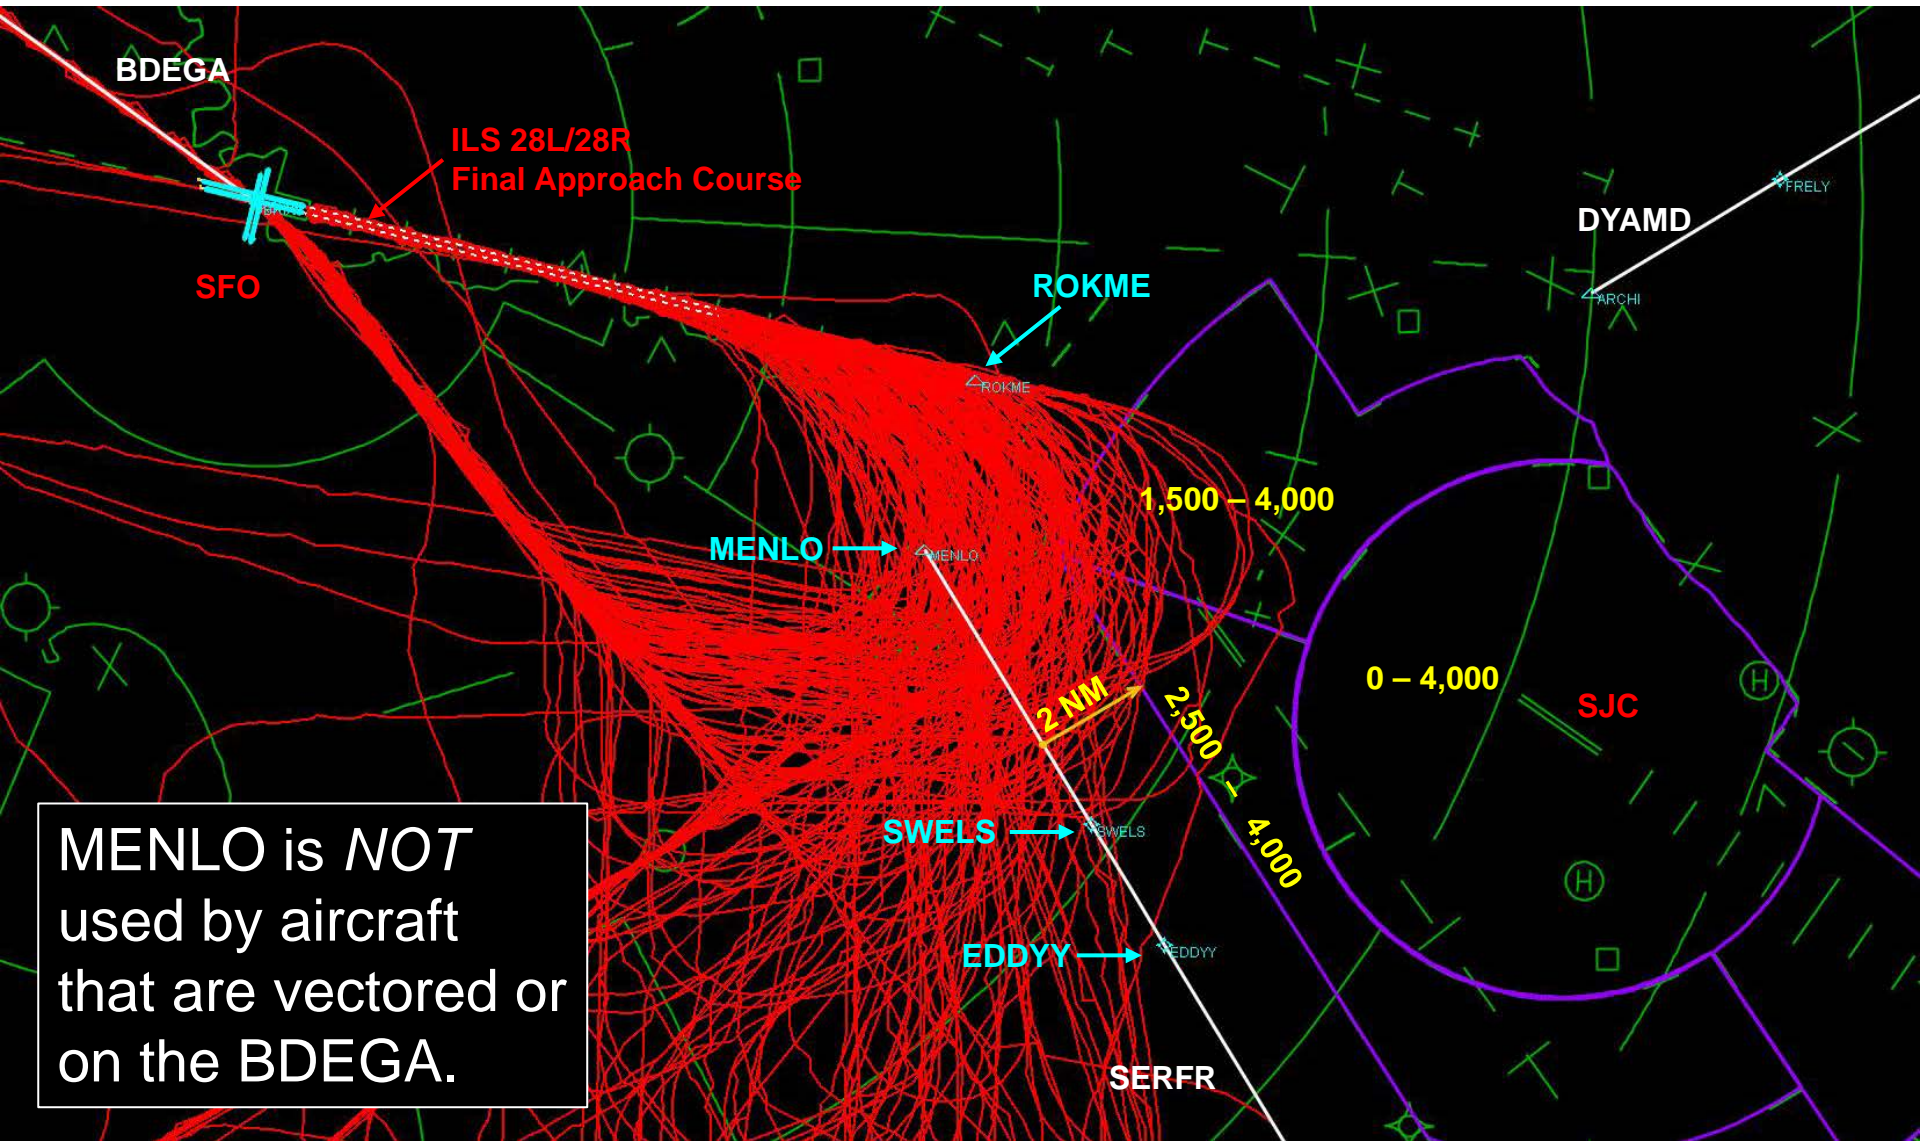 BDEGA
ILS 28L/28R
Final Approach Course
FRELY
DYAMD
SFO
ROKME
ARCHI
ROKME
1,500 – 4,000
MENLO
MENLO
0 – 4,000
2 NM
2,500 – 4,000
SJC
H
SWELS
SWELS
H
EDDYY
EDDYY
SERFR
MENLO is NOT
used by aircraft
that are vectored or
on the BDEGA.